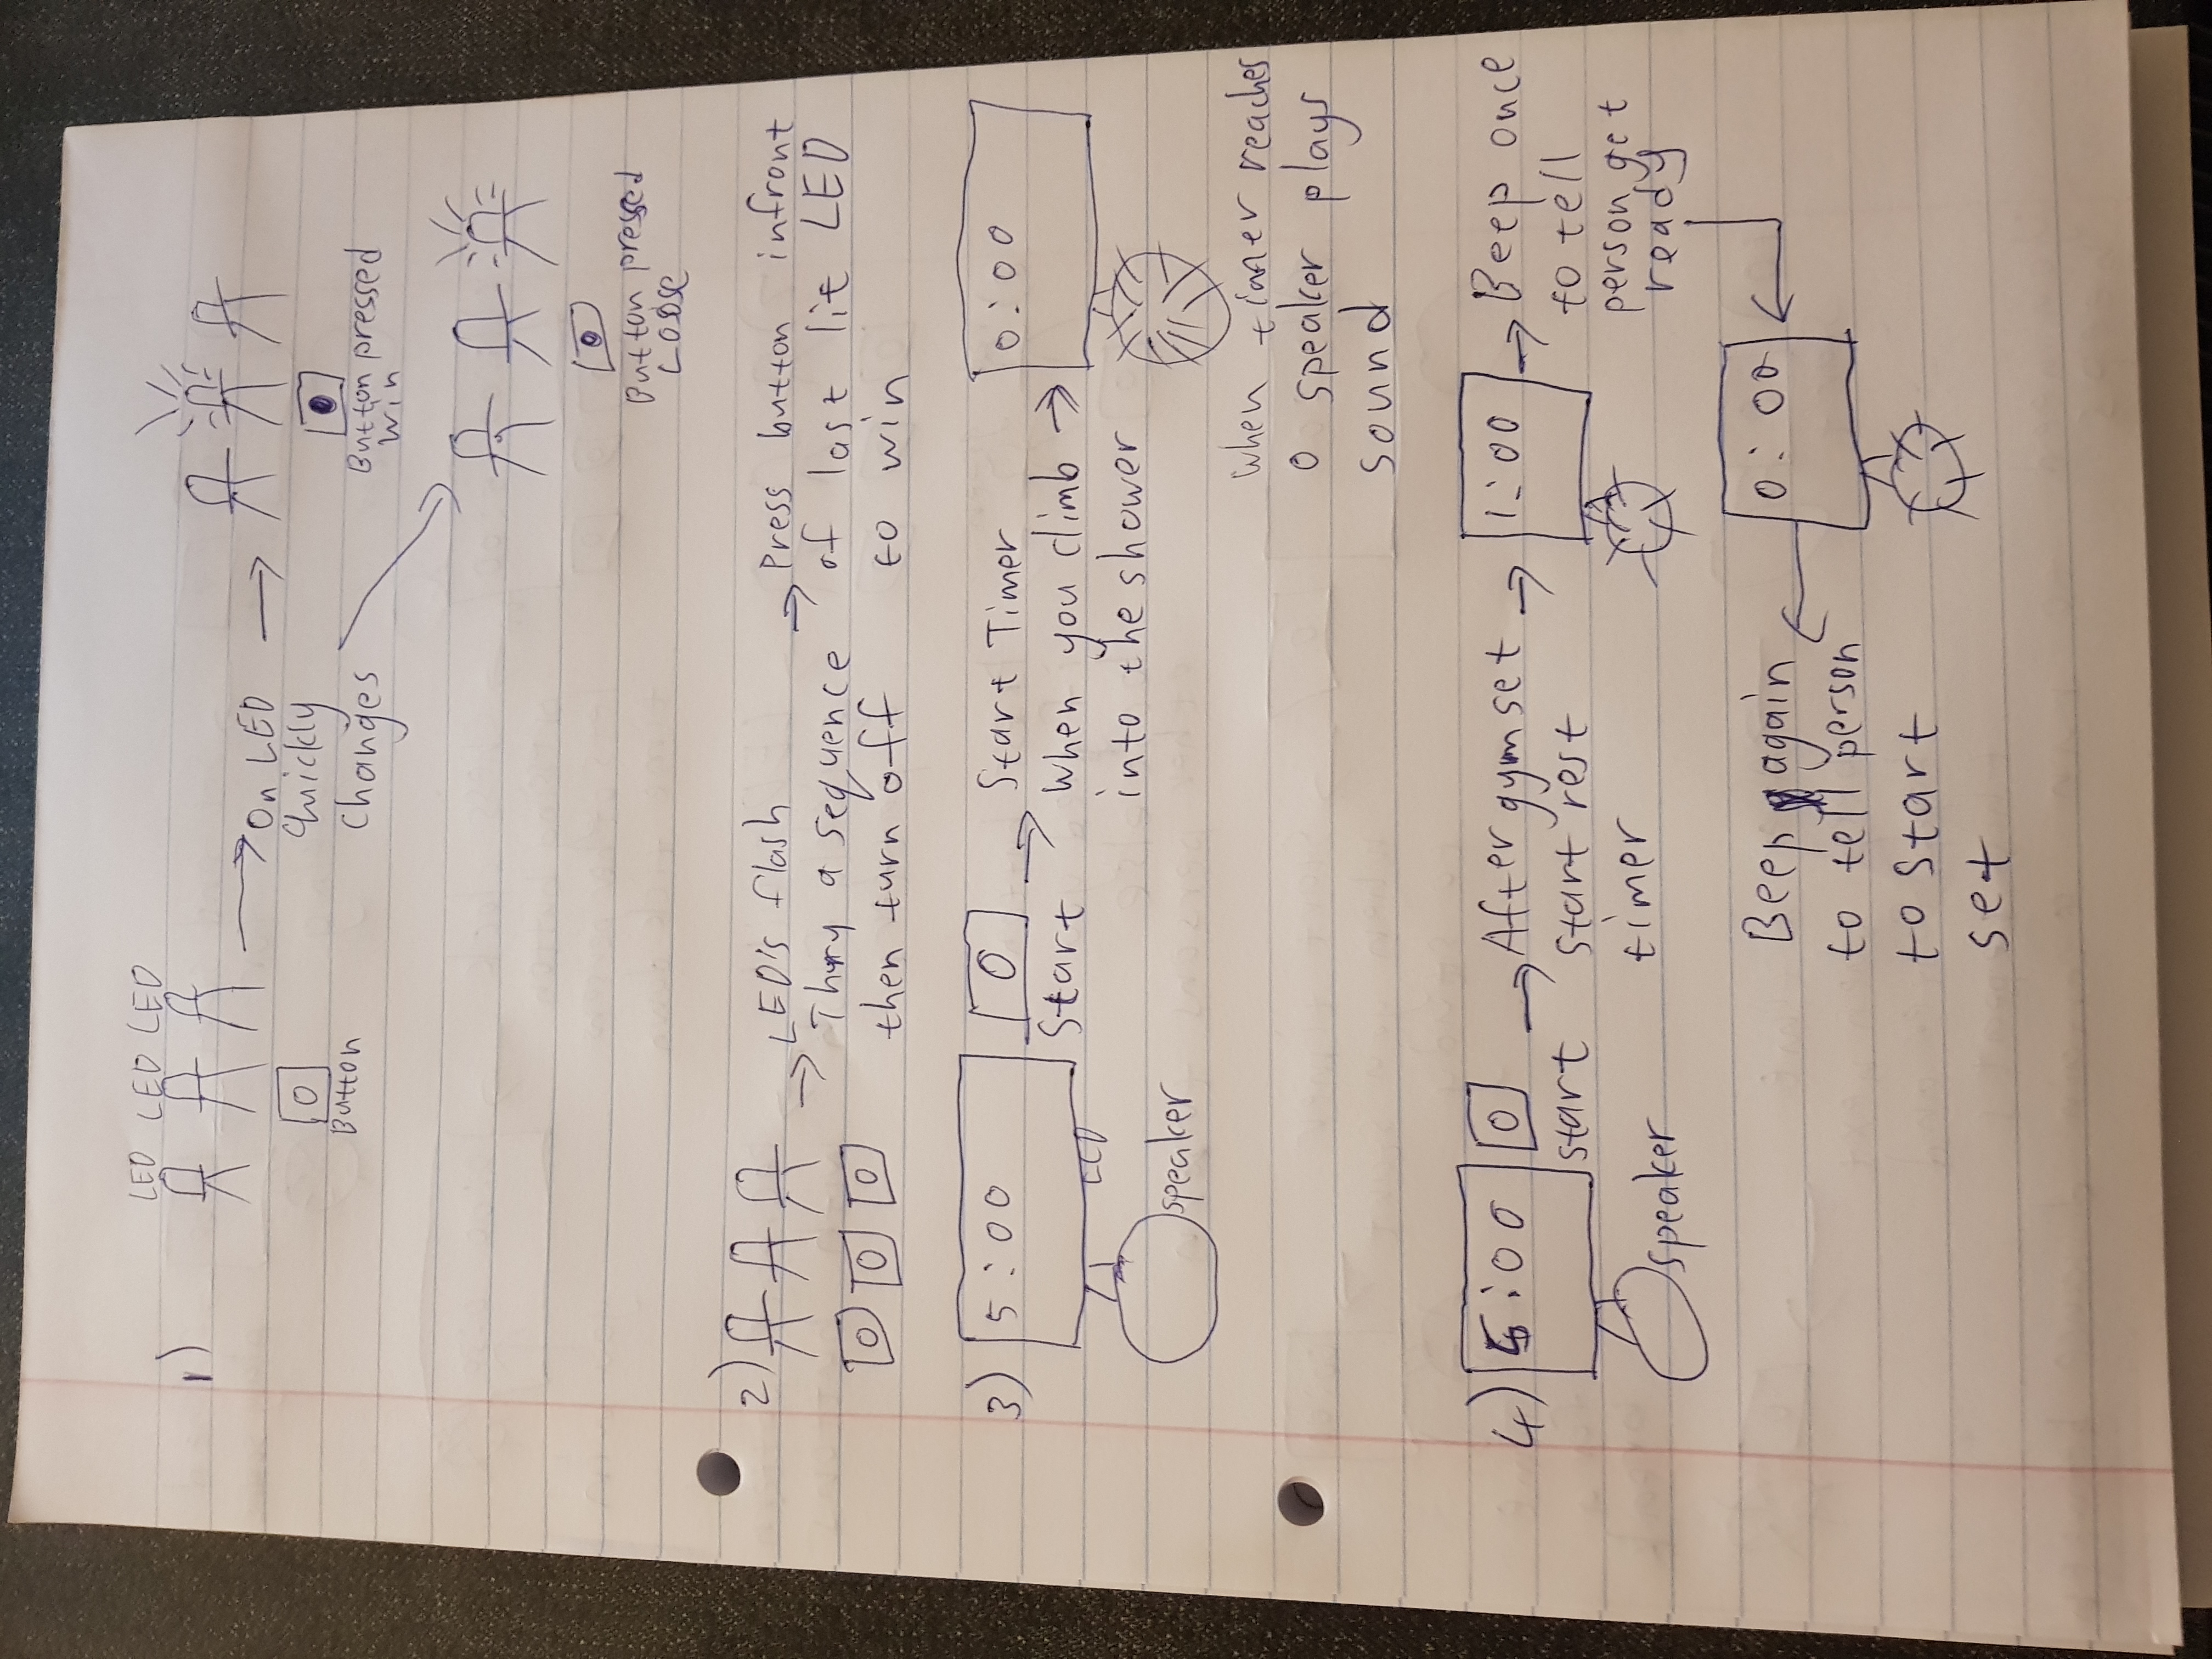 LED LED LED
1)
On LED
Quickly
Changes
Button
Button pressed
Win
Button pressed
Loose
2)
LED's flash
a sequence
then turn off
Press button infront
of last lit LED
to win
3) 5:00
LCD
speaker
0
Start
Start Timer
when you climb
into the shower
0:00
when timer reaches
0 speaker plays
sound
4) 5:00
speaker
0
start
After gym set
start rest
timer
1:00
Beep once
to tell
person get
ready
0:00
Beep again
to tell person
to start
set